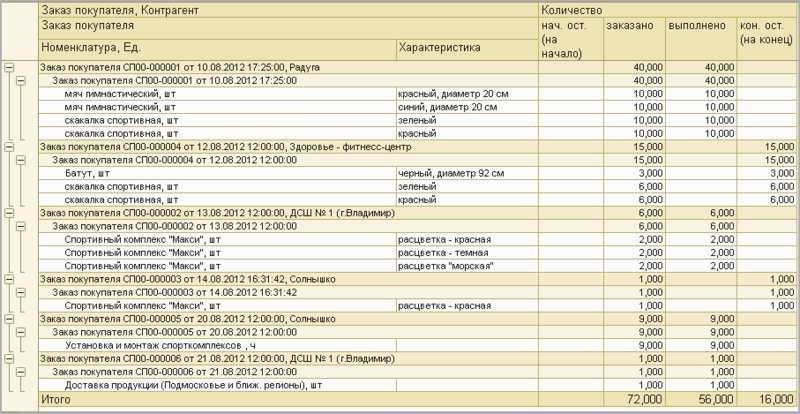 Заказ покупателя, Контрагент Количество
Заказ покупателя нач. ост. (на начало) заказано выполнено кон. ост. (на конец)
Номенклатура, Ед. Характеристика
Заказ покупателя СП00-000001 от 10.08.2012 17:25:00, Радуга 40,000 40,000
Заказ покупателя СП00-000001 от 10.08.2012 17:25:00 40,000 40,000
мяч гимнастический, шт красный, диаметр 20 см 10,000 10,000
мяч гимнастический, шт синий, диаметр 20 см 10,000 10,000
скакалка спортивная, шт зеленый 10,000 10,000
скакалка спортивная, шт красный 10,000 10,000
Заказ покупателя СП00-000004 от 12.08.2012 12:00:00, Здоровье - фитнесс-центр 15,000 15,000
Заказ покупателя СП00-000004 от 12.08.2012 12:00:00 15,000 15,000
Батут, шт черный, диаметр 92 см 3,000 3,000
скакалка спортивная, шт зеленый 6,000 6,000
скакалка спортивная, шт красный 6,000 6,000
Заказ покупателя СП00-000002 от 13.08.2012 12:00:00, ДСШ № 1 (г.Владимир) 6,000 6,000
Заказ покупателя СП00-000002 от 13.08.2012 12:00:00 6,000 6,000
Спортивный комплекс "Макси", шт расцветка - красная 2,000 2,000
Спортивный комплекс "Макси", шт расцветка - темная 2,000 2,000
Спортивный комплекс "Макси", шт расцветка "морская" 2,000 2,000
Заказ покупателя СП00-000003 от 14.08.2012 16:31:42, Солнышко 1,000 1,000
Заказ покупателя СП00-000003 от 14.08.2012 16:31:42 1,000 1,000
Спортивный комплекс "Макси", шт расцветка - красная 1,000 1,000
Заказ покупателя СП00-000005 от 20.08.2012 12:00:00, Солнышко 9,000 9,000
Заказ покупателя СП00-000005 от 20.08.2012 12:00:00 9,000 9,000
Установка и монтаж спорткомплексов , ч 9,000 9,000
Заказ покупателя СП00-000006 от 21.08.2012 12:00:00, ДСШ № 1 (г.Владимир) 1,000 1,000
Заказ покупателя СП00-000006 от 21.08.2012 12:00:00 1,000 1,000
Доставка продукции (Подмосковье и ближ. регионы), шт 1,000 1,000
Итого 72,000 56,000 16,000